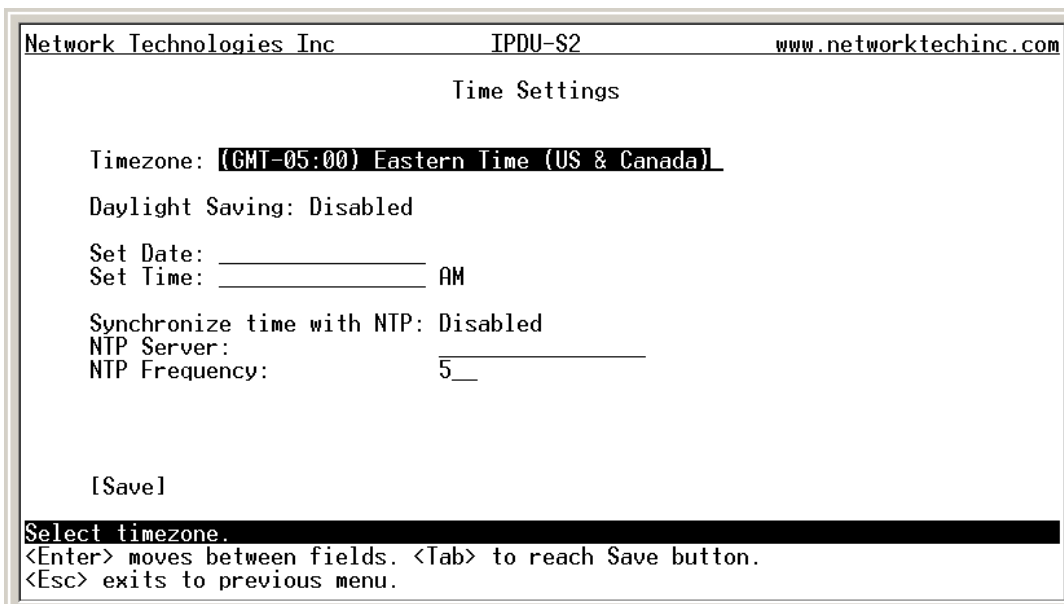 Network Technologies Inc IPDU-S2 www.networktechinc.com
Time Settings
Timezone: (GMT-05:00) Eastern Time (US & Canada)
Daylight Saving: Disabled
Set Date:
Set Time: AM
Synchronize time with NTP: Disabled
NTP Server:
NTP Frequency: 5
[Save]
Select timezone.
<Enter> moves between fields. <Tab> to reach Save button.
<Esc> exits to previous menu.